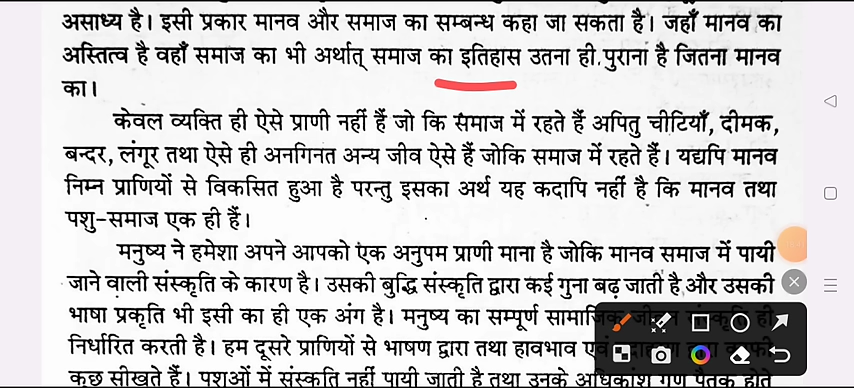 असाध्य है। इसी प्रकार मानव और समाज का सम्बन्ध कहा जा सकता है। जहाँ मानव का
अस्तित्व है वहाँ समाज का भी अर्थात् समाज का इतिहास उतना ही पुराना है जितना मानव
का।
केवल व्यक्ति ही ऐसे प्राणी नहीं हैं जो कि समाज में रहते हैं अपितु चीटियाँ, दीमक,
बन्दर, लंगूर तथा ऐसे ही अनगिनत अन्य जीव ऐसे हैं जोकि समाज में रहते हैं। यद्यपि मानव
निम्न प्राणियों से विकसित हुआ है परन्तु इसका अर्थ यह कदापि नहीं है कि मानव तथा
पशु-समाज एक ही हैं।
मनुष्य ने हमेशा अपने आपको एक अनुपम प्राणी माना है जोकि मानव समाज में पायी
जाने वाली संस्कृति के कारण है। उसकी बुद्धि संस्कृति द्वारा कई गुना बढ़ जाती है और उसकी
भाषा प्रकृति भी इसी का ही एक अंग है। मनुष्य का सम्पूर्ण ही
निर्धारित करती है। हम दूसरे प्राणियों से भाषण द्वारा तथा हावभाव
कुछ सीखते हैं। पशुओं में संस्कृति नहीं पायी जाती है तथा उनके अधिकांश गुण पैतृक होते